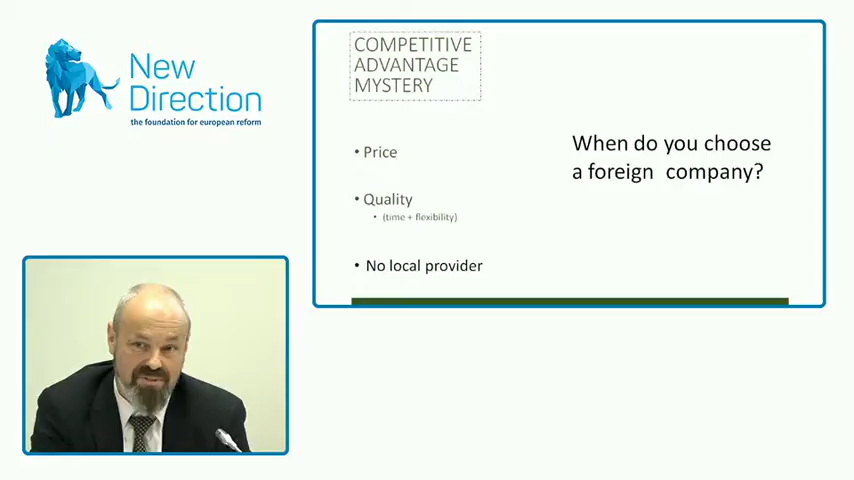 New
Direction
the foundation for european reform
COMPETITIVE
ADVANTAGE
MYSTERY
• Price
• Quality
• (time + flexibility)
• No local provider
When do you choose
a foreign company?